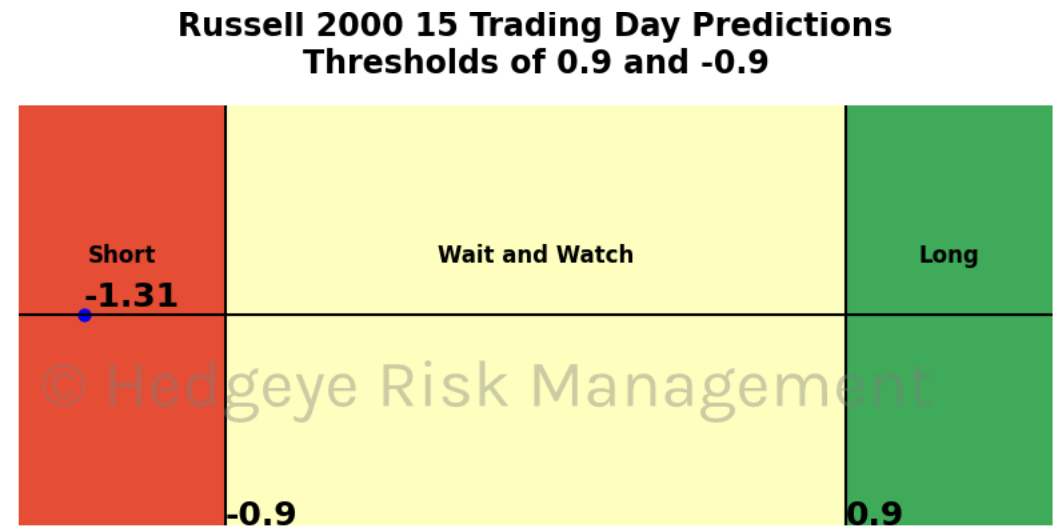 Russell 2000 15 Trading Day Predictions
Thresholds of 0.9 and -0.9
Short
Wait and Watch
Long
-1.31
© Hedgeye Risk Management
-0.9
0.9